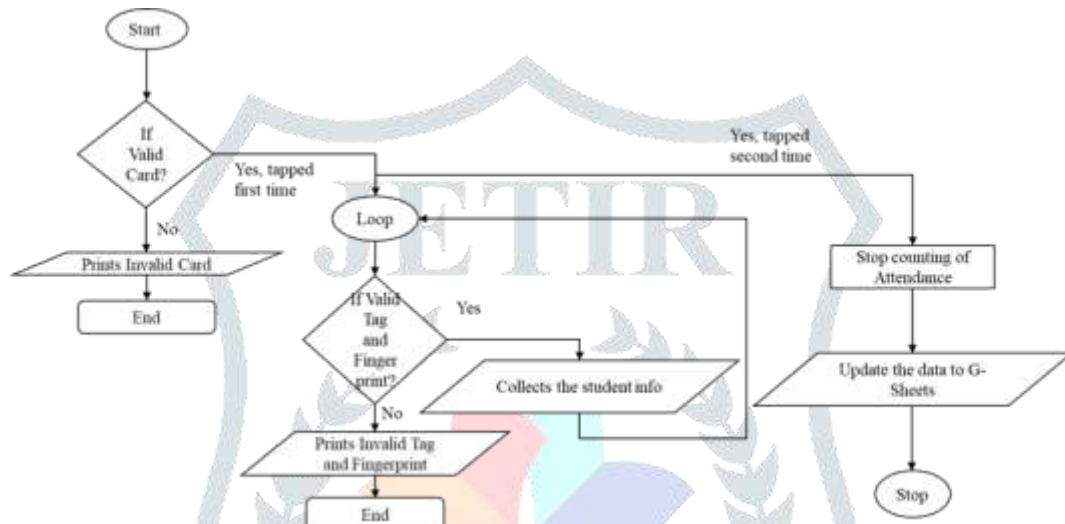 Start
If
Valid
Card?
Yes, tapped
first time
Yes, tapped
second time
No
Prints Invalid Card
End
JETIR
Loop
If Valid
Tag
and
Finger
print?
Yes
Collects the student info
No
Prints Invalid Tag
and Fingerprint
End
Stop counting of
Attendance
Update the data to G-
Sheets
Stop